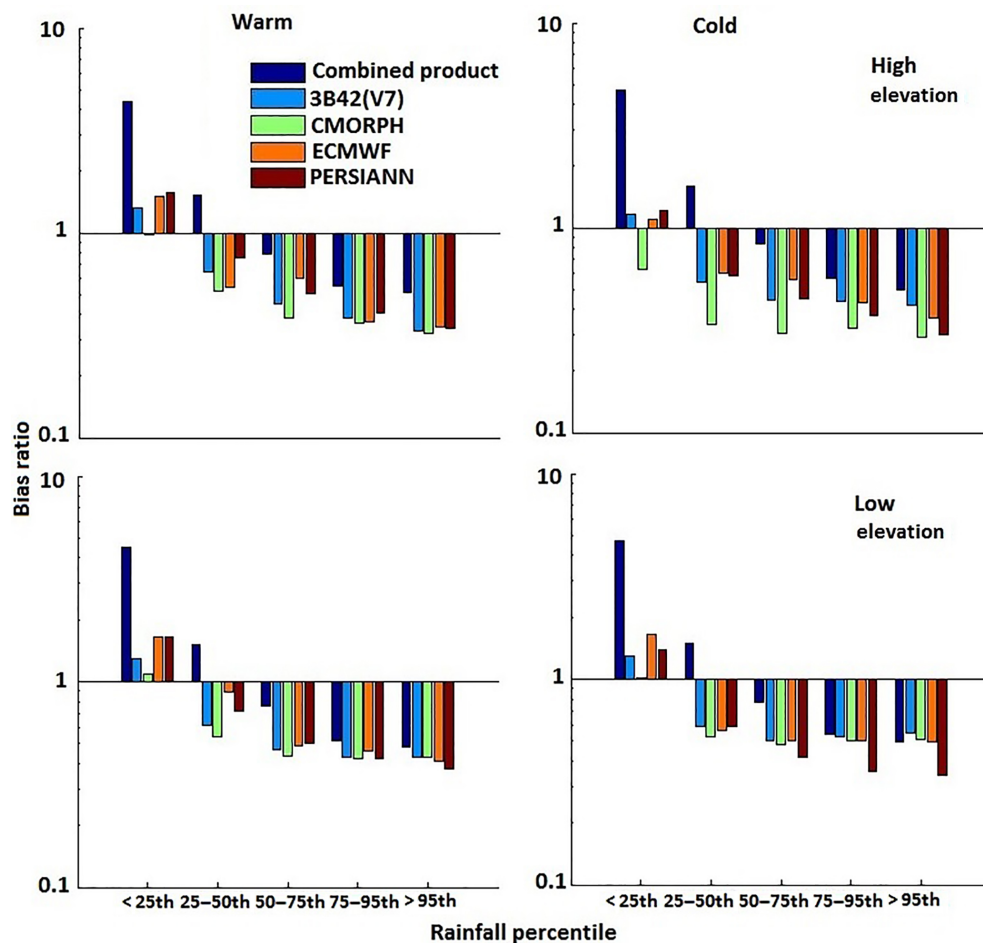 Warm
Cold
10
10
Combined product
3B42(V7)
CMORPH
ECMWF
PERSIANN
High
elevation
1
1
0.1
0.1
Bias ratio
10
10
Low
elevation
1
1
0.1
0.1
< 25th 25–50th 50–75th 75–95th > 95th
< 25th 25–50th 50–75th 75–95th > 95th
Rainfall percentile